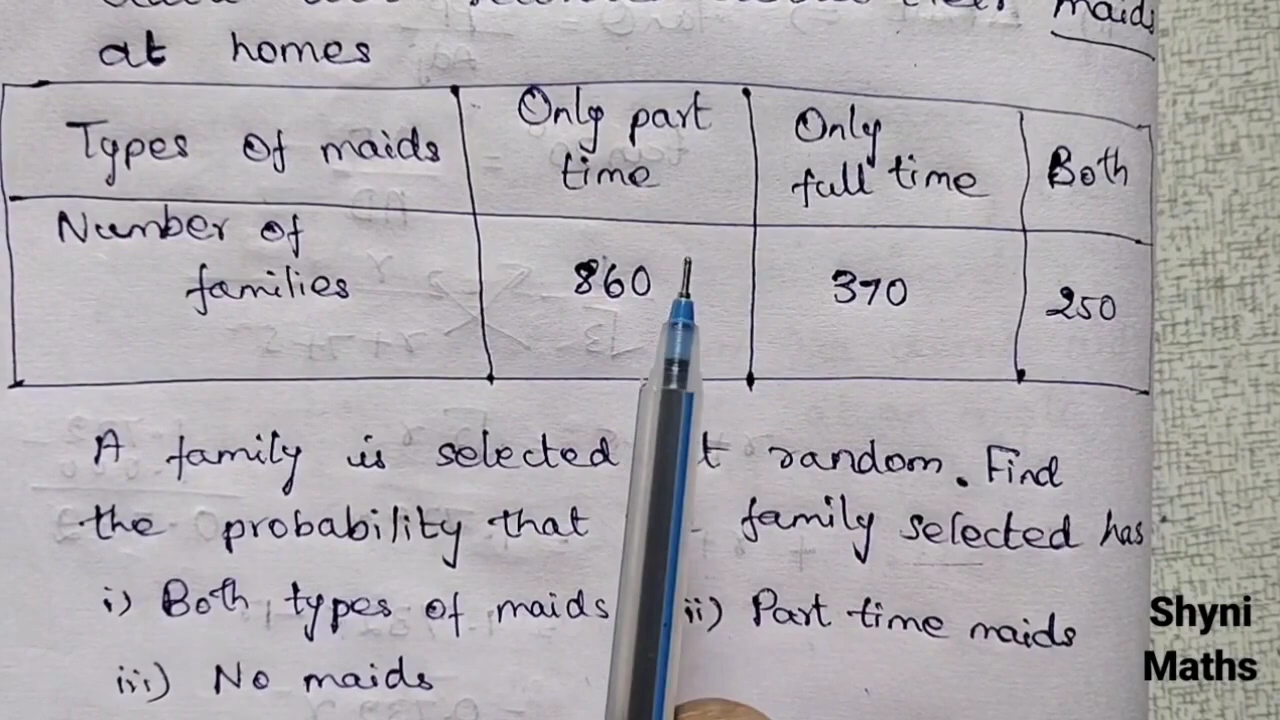 maids
at homes
Types of maids
Only part time
Only full time
Both
Number of families
860
370
250
A family is selected t random. Find
the probability that family selected has
i) Both types of maids ii) Part time maids
iii) No maids
Shyni
Maths